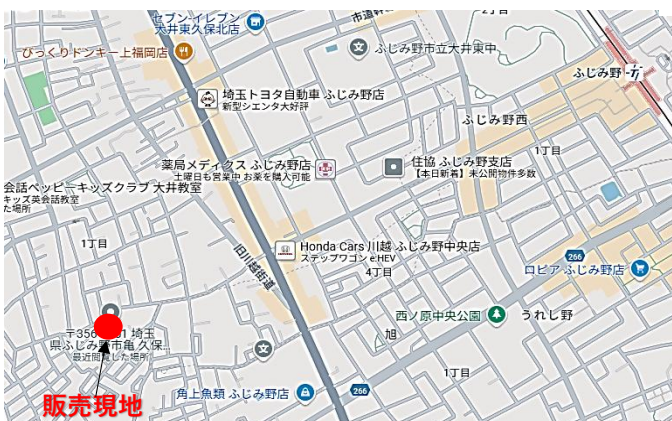 セブン-イレブン
大井東久保北店
市道幹
2丁目
びっくりドンキー上福岡店
ふじみ野市立大井東中
ふじみ野
埼玉トヨタ自動車 ふじみ野店
新型シエンタ大好評
ふじみ野西
1丁目
薬局メディクス ふじみ野店
土曜日も営業中 お薬を購入可能
住協 ふじみ野支店
【本日新着】未公開物件多数
会話ペッピーキッズクラブ 大井教室
キッズ英会話教室
た場所
1丁目
旧川越街道
Honda Cars 川越 ふじみ野中央店
ステップワゴン e:HEV
4丁目
266
ロピア ふじみ野店
西ノ原中央公園
うれし野
〒356
1 埼玉
県ふじみ野市亀久保...
最近閲覧した場所
旭
1丁目
角上魚類 ふじみ野店
266
販売現地